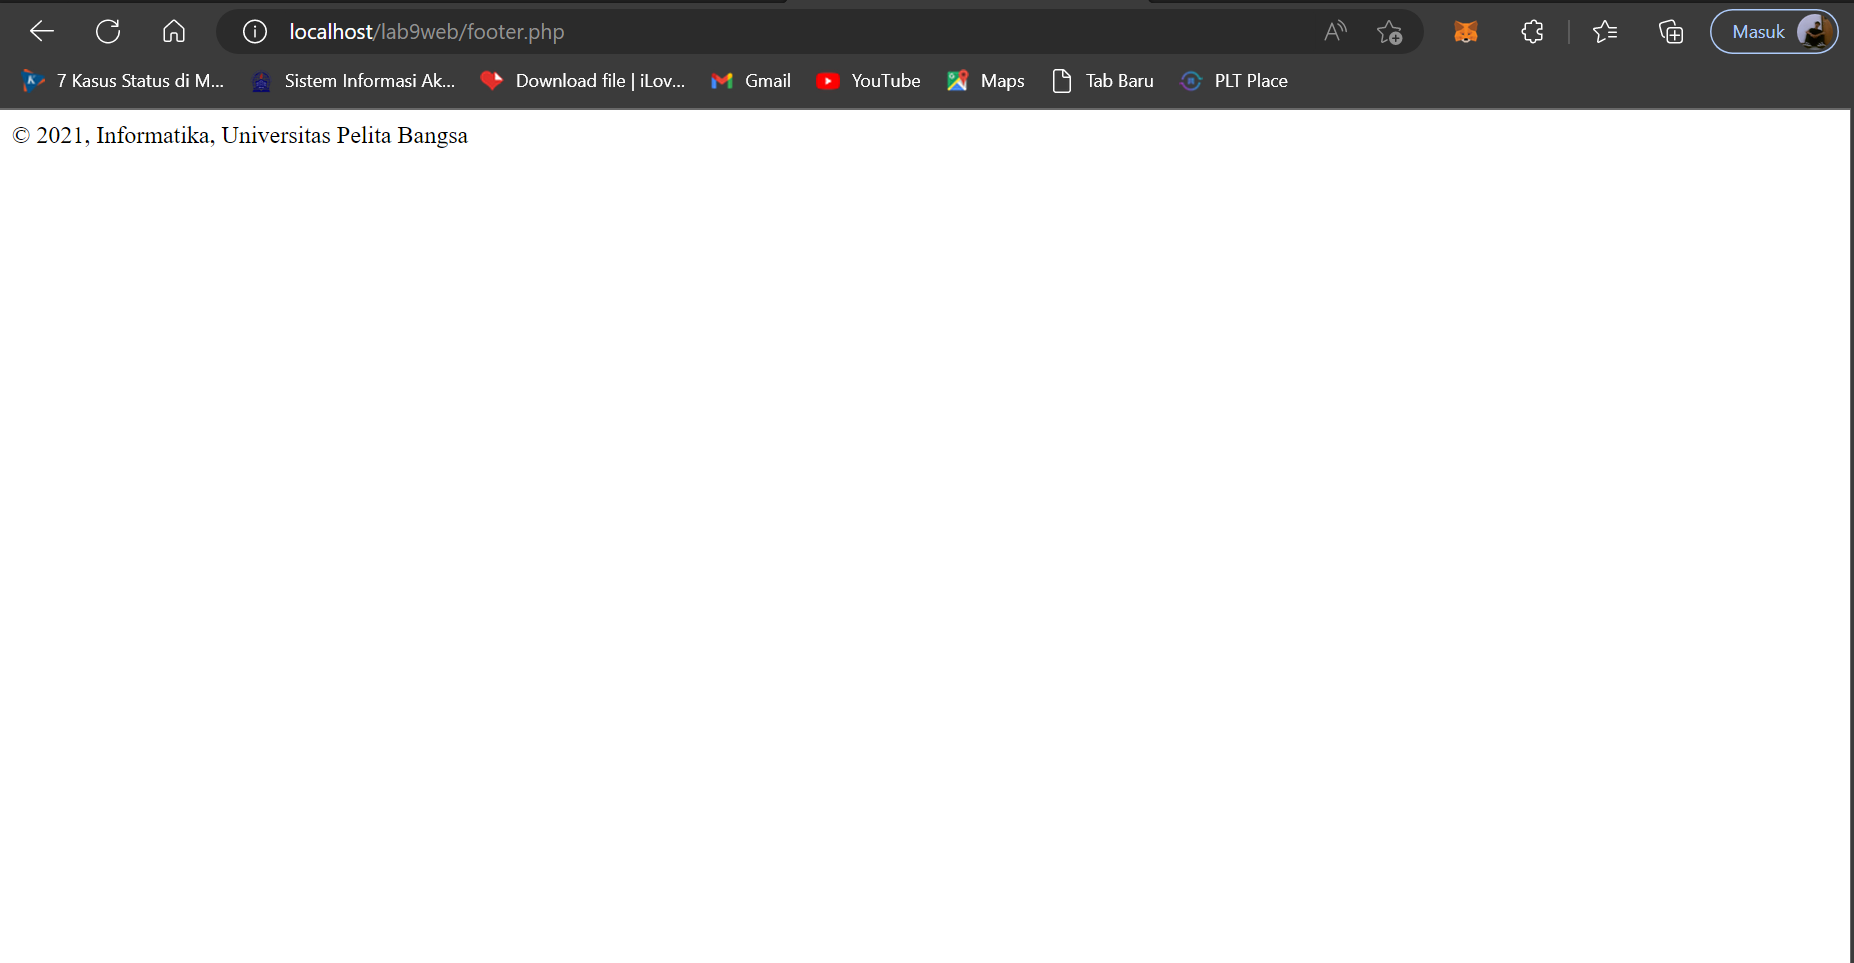 localhost/lab9web/footer.php
Masuk
7 Kasus Status di M... Sistem Informasi Ak... Download file | iLov... Gmail YouTube Maps Tab Baru PLT Place
© 2021, Informatika, Universitas Pelita Bangsa